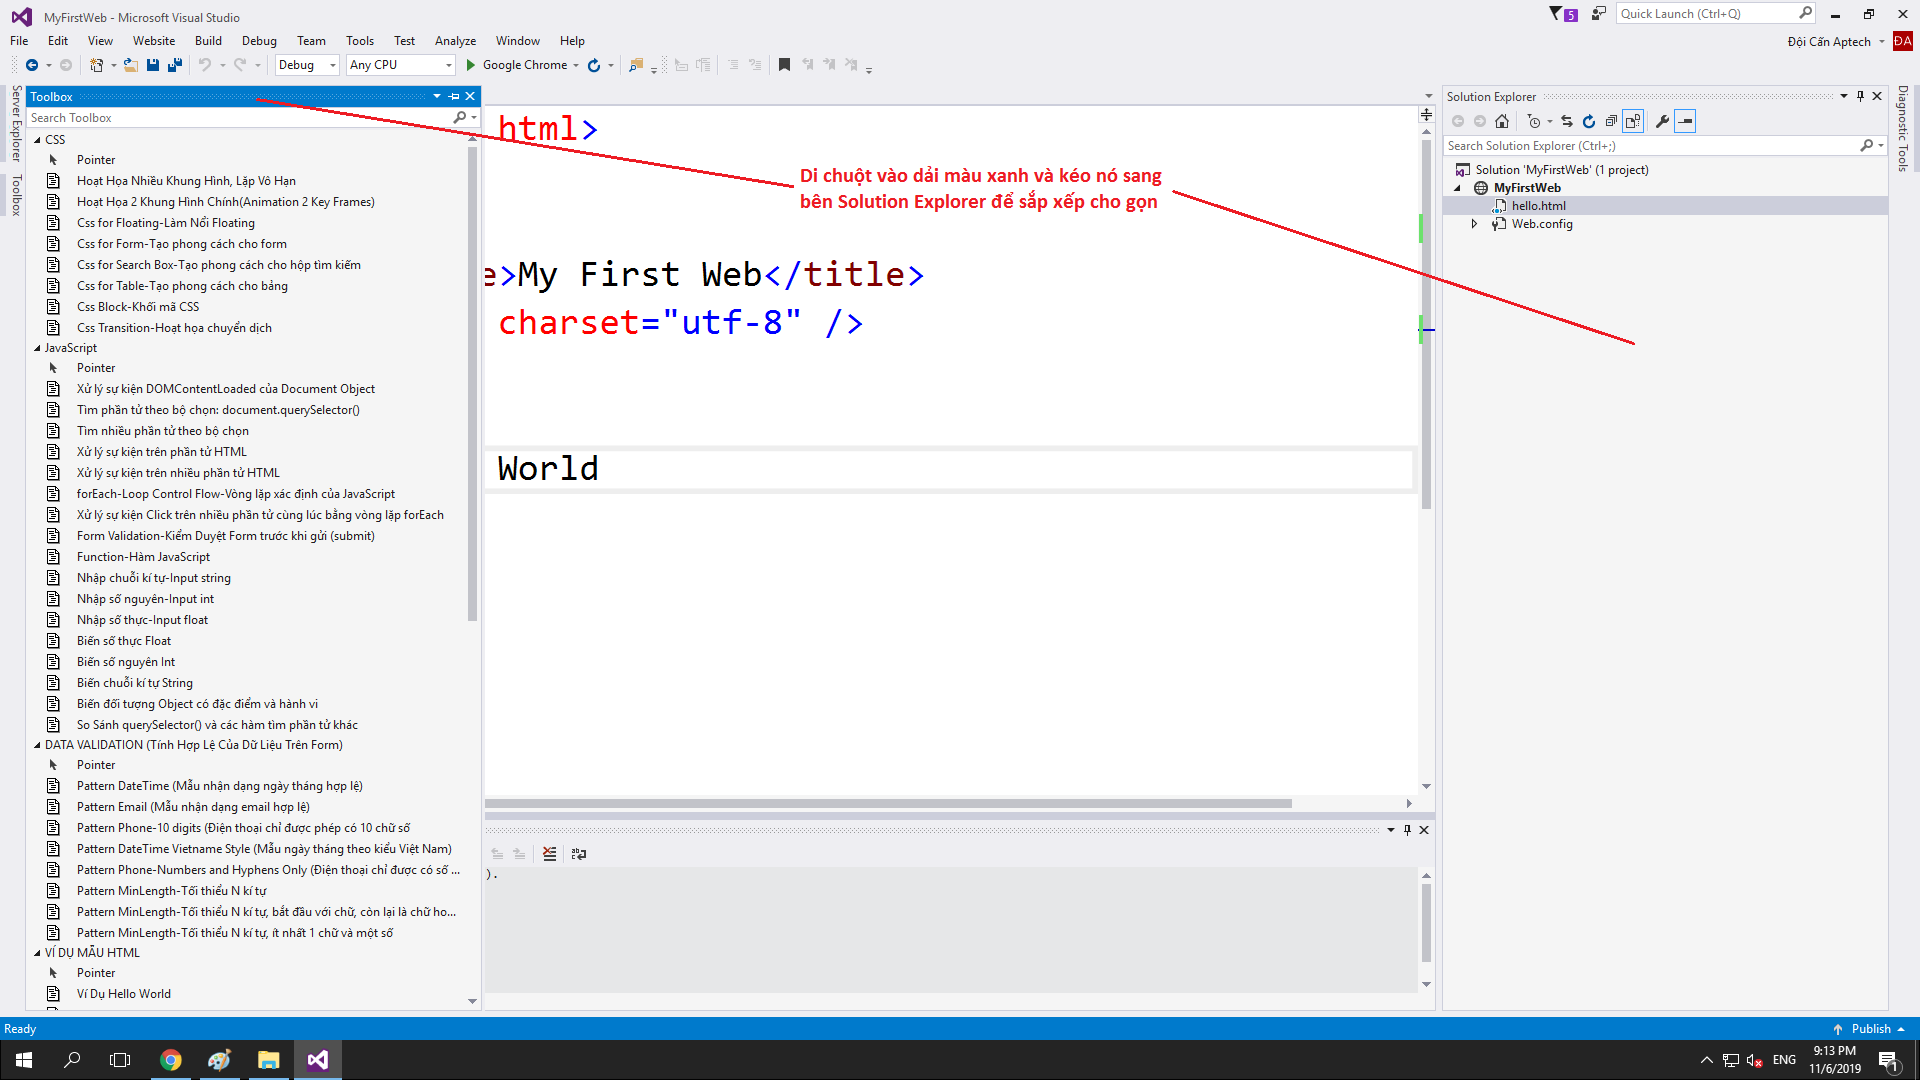 MyFirstWeb - Microsoft Visual Studio
5
Quick Launch (Ctrl+Q)
File Edit View Website Build Debug Team Tools Test Analyze Window Help
Đội Cấn Aptech
ĐA
Debug Any CPU Google Chrome
Server Explorer
Toolbox
Toolbox
Search Toolbox
CSS
Pointer
Hoạt Họa Nhiều Khung Hình, Lặp Vô Hạn
Hoạt Họa 2 Khung Hình Chính(Animation 2 Key Frames)
Css for Floating-Làm Nổi Floating
Css for Form-Tạo phong cách cho form
Css for Search Box-Tạo phong cách cho hộp tìm kiếm
Css for Table-Tạo phong cách cho bảng
Css Block-Khối mã CSS
Css Transition-Hoạt họa chuyển dịch
JavaScript
Pointer
Xử lý sự kiện DOMContentLoaded của Document Object
Tìm phần tử theo bộ chọn: document.querySelector()
Tìm nhiều phần tử theo bộ chọn
Xử lý sự kiện trên phần tử HTML
Xử lý sự kiện trên nhiều phần tử HTML
forEach-Loop Control Flow-Vòng lặp xác định của JavaScript
Xử lý sự kiện Click trên nhiều phần tử cùng lúc bằng vòng lặp forEach
Form Validation-Kiểm Duyệt Form trước khi gửi (submit)
Function-Hàm JavaScript
Nhập chuỗi kí tự-Input string
Nhập số nguyên-Input int
Nhập số thực-Input float
Biến số thực Float
Biến số nguyên Int
Biến chuỗi kí tự String
Biến đối tượng Object có đặc điểm và hành vi
So Sánh querySelector() và các hàm tìm phần tử khác
DATA VALIDATION (Tính Hợp Lệ Của Dữ Liệu Trên Form)
Pointer
Pattern DateTime (Mẫu nhận dạng ngày tháng hợp lệ)
Pattern Email (Mẫu nhận dạng email hợp lệ)
Pattern Phone-10 digits (Điện thoại chỉ được phép có 10 chữ số
Pattern DateTime Vietname Style (Mẫu ngày tháng theo kiểu Việt Nam)
Pattern Phone-Numbers and Hyphens Only (Điện thoại chỉ được có số ...
Pattern MinLength-Tối thiểu N kí tự
Pattern MinLength-Tối thiểu N kí tự, bắt đầu với chữ, còn lại là chữ ho...
Pattern MinLength-Tối thiểu N kí tự, ít nhất 1 chữ và một số
VÍ DỤ MẪU HTML
Pointer
Ví Dụ Hello World
html>
Di chuột vào dải màu xanh và kéo nó sang
bên Solution Explorer để sắp xếp cho gọn
e>My First Web</title>
charset="utf-8" />
World
).
Solution Explorer
Search Solution Explorer (Ctrl+;)
Solution 'MyFirstWeb' (1 project)
MyFirstWeb
hello.html
Web.config
Diagnostic Tools
Ready
Publish
ENG
9:13 PM
11/6/2019
1